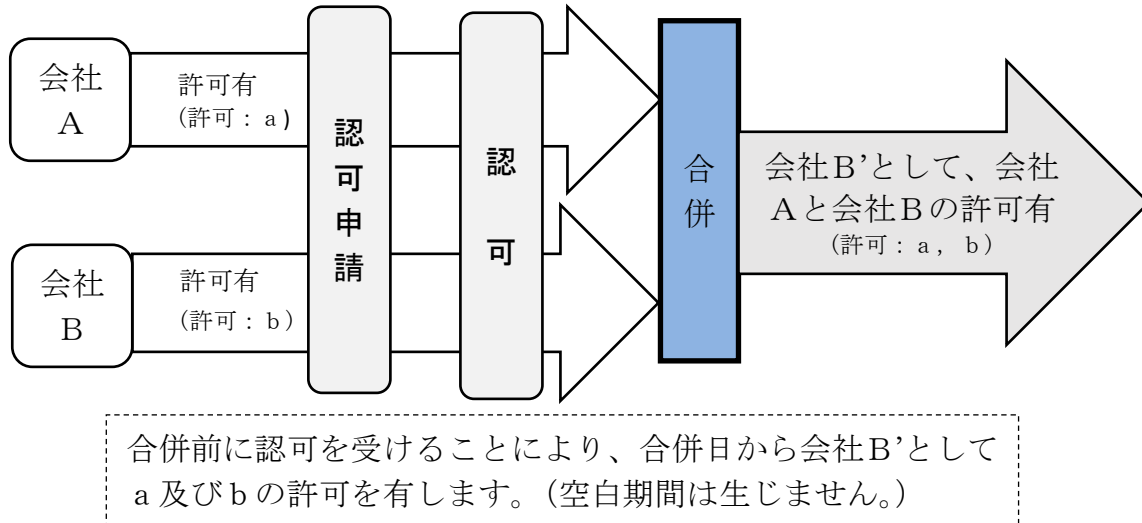 会社
A
許可有
(許可：a)
会社
B
許可有
(許可：b)
認可申請
認可
合併
会社B’として、会社
Aと会社Bの許可有
(許可：a，b)
合併前に認可を受けることにより、合併日から会社B’として
a及びbの許可を有します。(空白期間は生じません。)